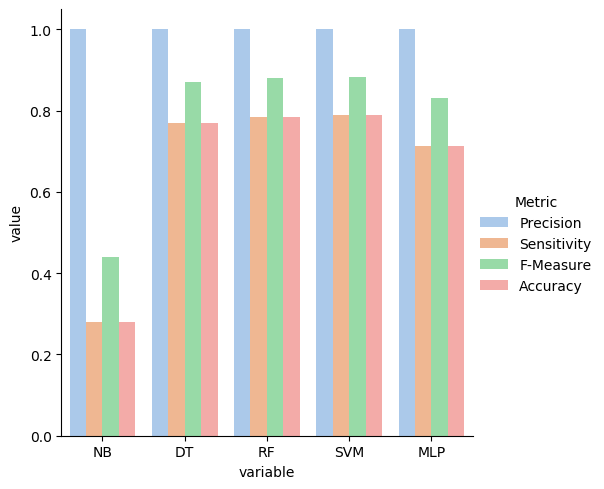 1.0
0.8
0.6
0.4
0.2
0.0
value
NB DT RF SVM MLP
variable
Metric
Precision
Sensitivity
F-Measure
Accuracy